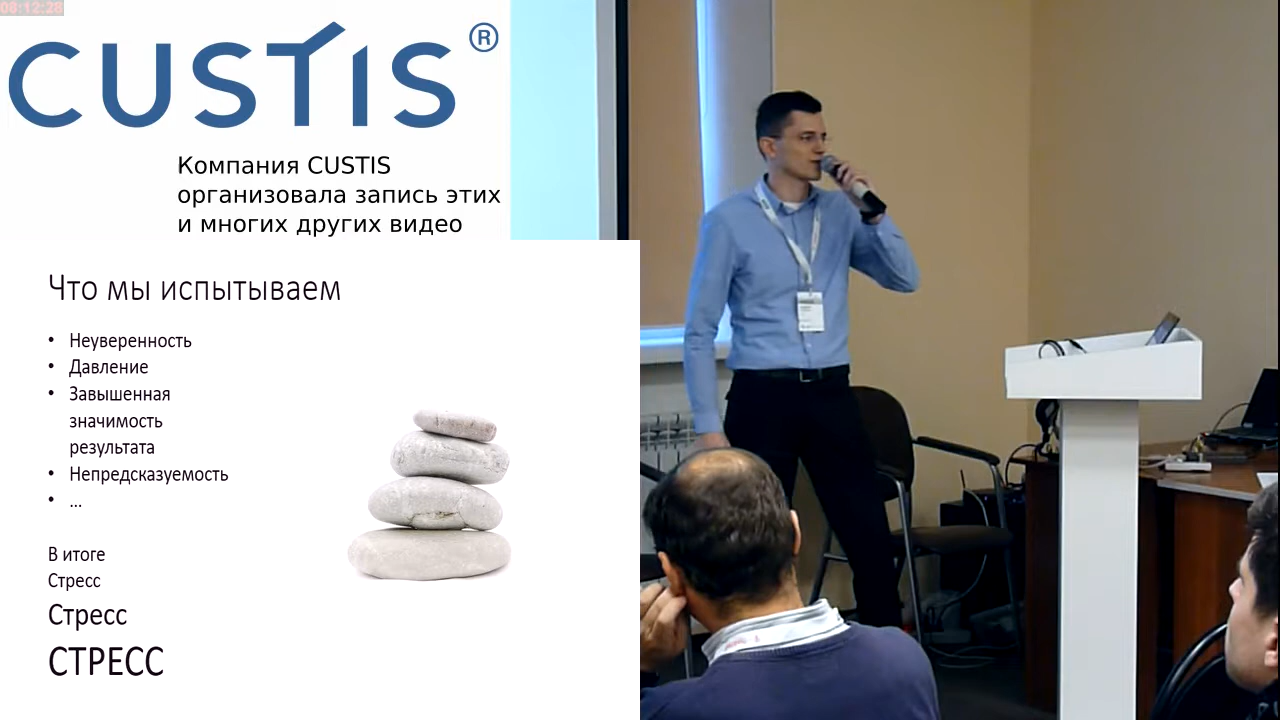 08:12:28
CUSTIS®
Компания CUSTIS
организовала запись этих
и многих других видео
Что мы испытываем
• Неуверенность
• Давление
• Завышенная
значимость
результата
• Непредсказуемость
• ...
В итоге
Стресс
Стресс
СТРЕСС